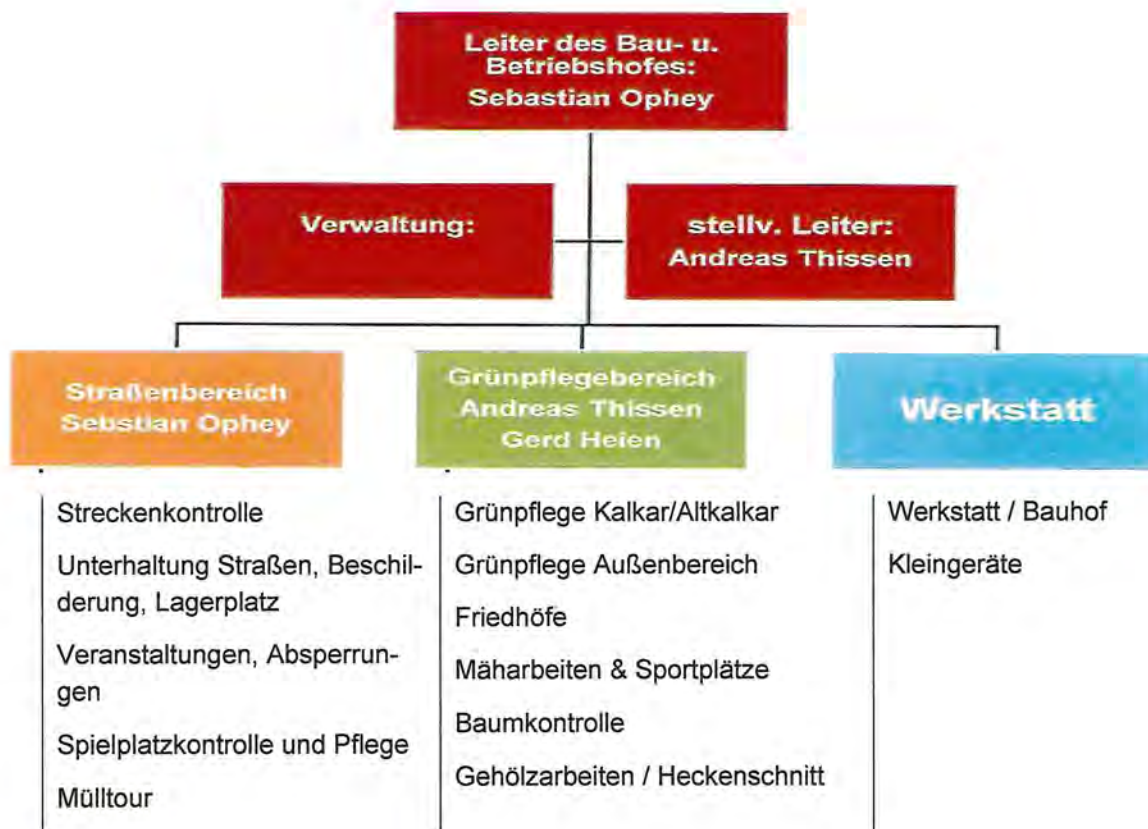 Leiter des Bau- u.
Betriebshofes:
Sebastian Ophey
Verwaltung:
stellv. Leiter:
Andreas Thissen
Straßenbereich
Sebstian Ophey
Grünpflegebereich
Andreas Thissen
Gerd Heien
Werkstatt
Streckenkontrolle
Unterhaltung Straßen, Beschil-
derung, Lagerplatz
Veranstaltungen, Absperrun-
gen
Spielplatzkontrolle und Pflege
Mülltour
Grünpflege Kalkar/Altkalkar
Grünpflege Außenbereich
Friedhöfe
Mäharbeiten & Sportplätze
Baumkontrolle
Gehölzarbeiten / Heckenschnitt
Werkstatt / Bauhof
Kleingeräte